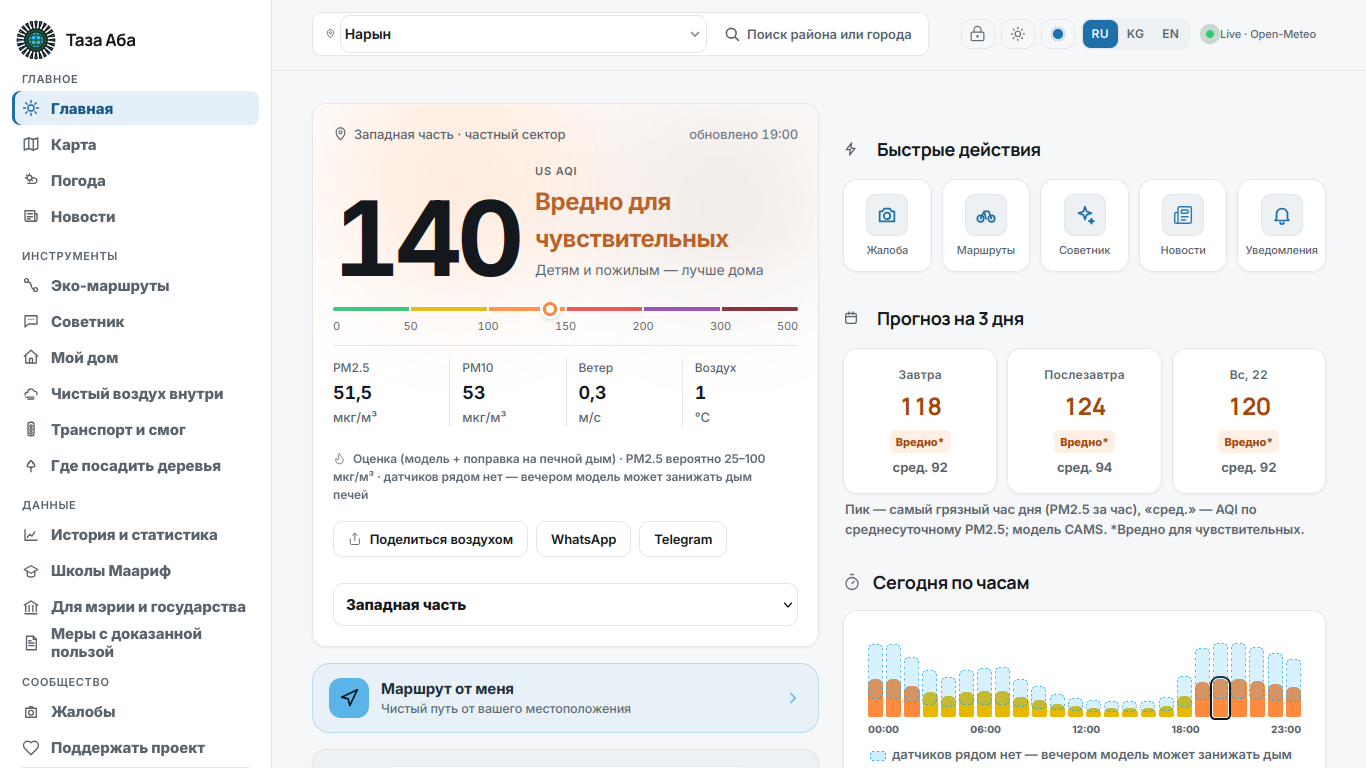 Таза Аба
ГЛАВНОЕ
Главная
Карта
Погода
Новости
ИНСТРУМЕНТЫ
Эко-маршруты
Советник
Мой дом
Чистый воздух внутри
Транспорт и смог
Где посадить деревья
ДАННЫЕ
История и статистика
Школы Маариф
Для мэрии и государства
Меры с доказанной
пользой
СООБЩЕСТВО
Жалобы
Поддержать проект
Нарын
Поиск района или города
RU KG EN
Live · Open-Meteo
Западная часть · частный сектор
обновлено 19:00
US AQI
140
Вредно для
чувствительных
Детям и пожилым — лучше дома
0 50 100 150 200 300 500
PM2.5 PM10 Ветер Воздух
51,5 53 0,3 1
мкг/м³ мкг/м³ м/с °C
Оценка (модель + поправка на печной дым) · PM2.5 вероятно 25–100
мкг/м³ · датчиков рядом нет — вечером модель может занижать дым
печей
Поделиться воздухом WhatsApp Telegram
Западная часть
Маршрут от меня
Чистый путь от вашего местоположения
Быстрые действия
Жалоба Маршруты Советник Новости Уведомления
Прогноз на 3 дня
Завтра Послезавтра Вс, 22
118 124 120
Вредно* Вредно* Вредно*
сред. 92 сред. 94 сред. 92
Пик — самый грязный час дня (PM2.5 за час), «сред.» — AQI по
среднесуточному PM2.5; модель CAMS. *Вредно для чувствительных.
Сегодня по часам
00:00 06:00 12:00 18:00 23:00
датчиков рядом нет — вечером модель может занижать дым